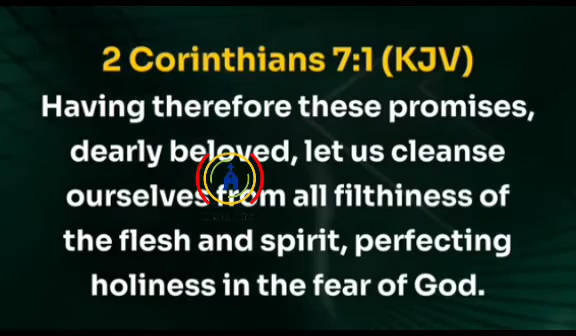 2 Corinthians 7:1 (KJV)
Having therefore these promises,
dearly beloved, let us cleanse
ourselves from all filthiness of
the flesh and spirit, perfecting
holiness in the fear of God.